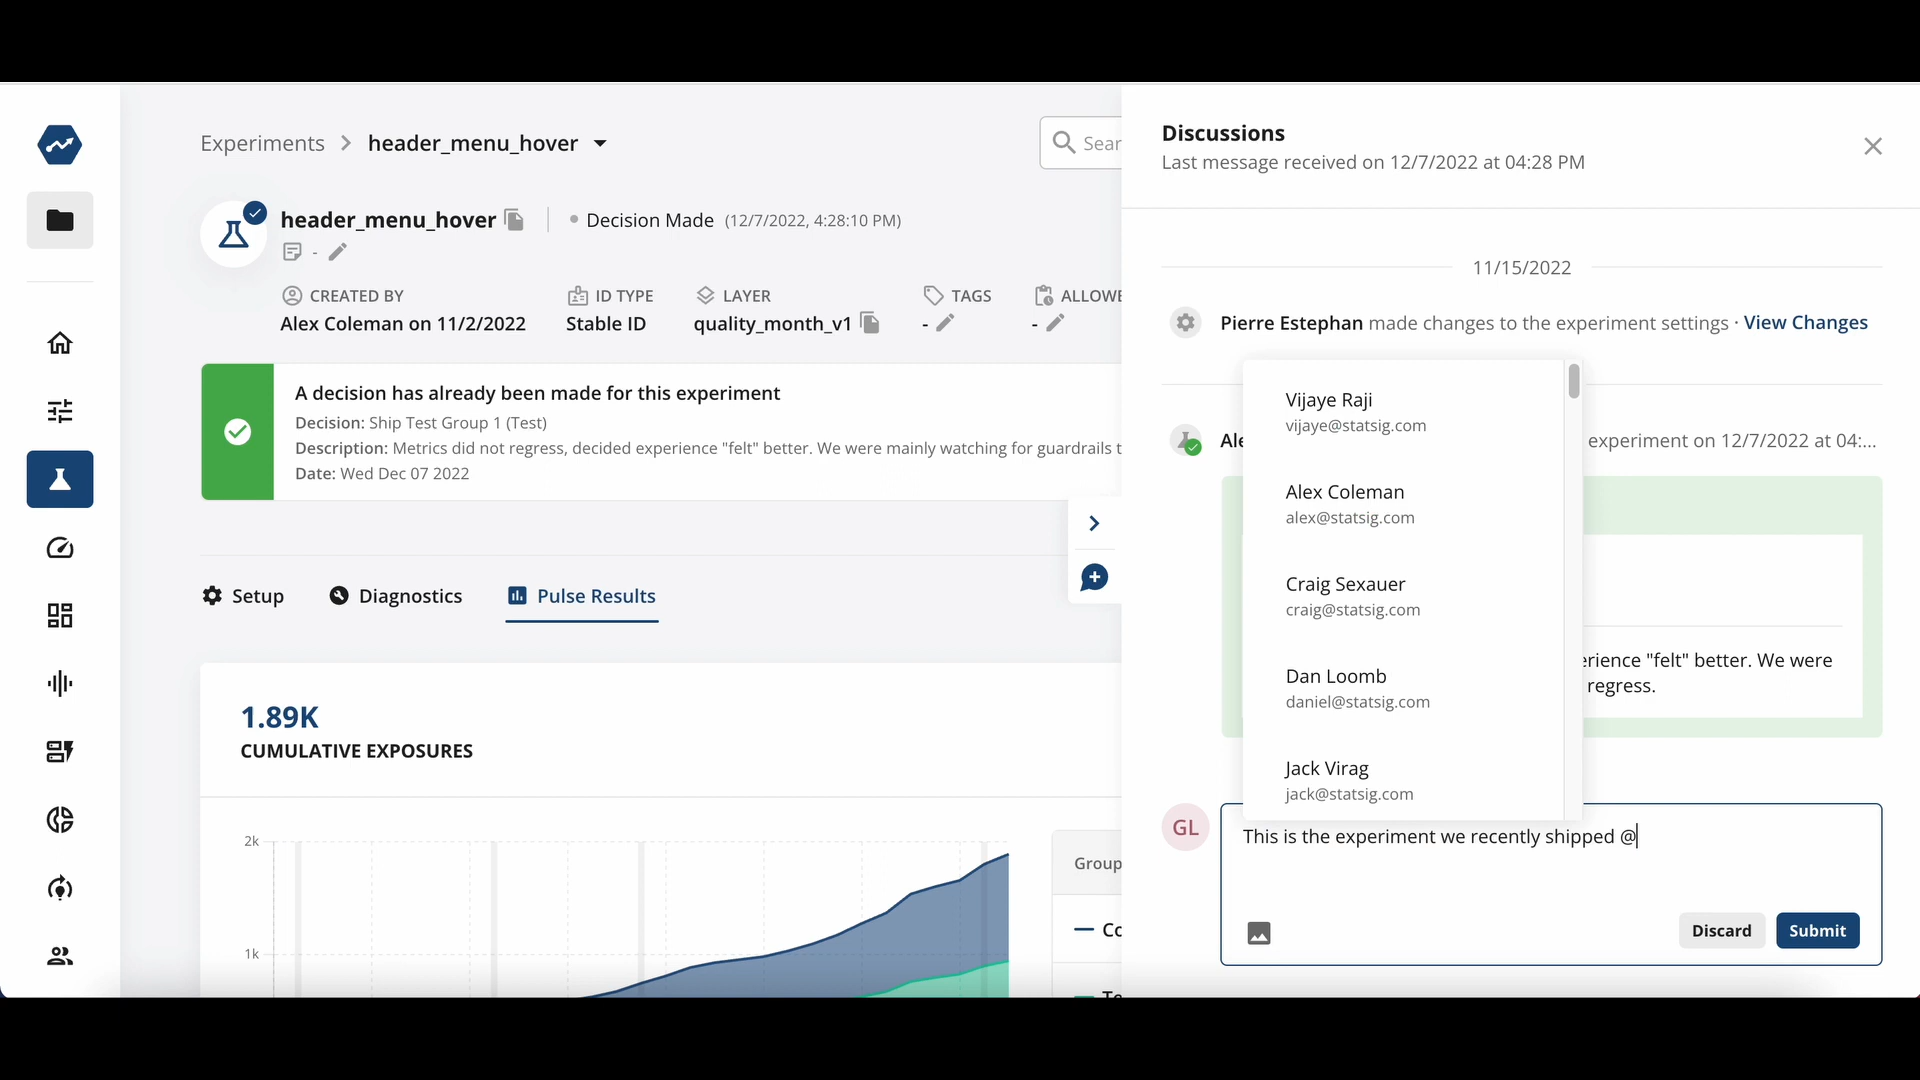 Experiments > header_menu_hover
Sear
header_menu_hover
Decision Made (12/7/2022, 4:28:10 PM)
-
CREATED BY
Alex Coleman on 11/2/2022
ID TYPE
Stable ID
LAYER
quality_month_v1
TAGS
-
ALLOWE
-
A decision has already been made for this experiment
Decision: Ship Test Group 1 (Test)
Description: Metrics did not regress, decided experience "felt" better. We were mainly watching for guardrails t
Date: Wed Dec 07 2022
Setup
Diagnostics
Pulse Results
1.89K
CUMULATIVE EXPOSURES
2k
1k
Group
Co
Discussions
Last message received on 12/7/2022 at 04:28 PM
11/15/2022
Pierre Estephan made changes to the experiment settings · View Changes
Ale
experiment on 12/7/2022 at 04:...
erience "felt" better. We were
regress.
Vijaye Raji
vijaye@statsig.com
Alex Coleman
alex@statsig.com
Craig Sexauer
craig@statsig.com
Dan Loomb
daniel@statsig.com
Jack Virag
jack@statsig.com
GL
This is the experiment we recently shipped @
Discard
Submit